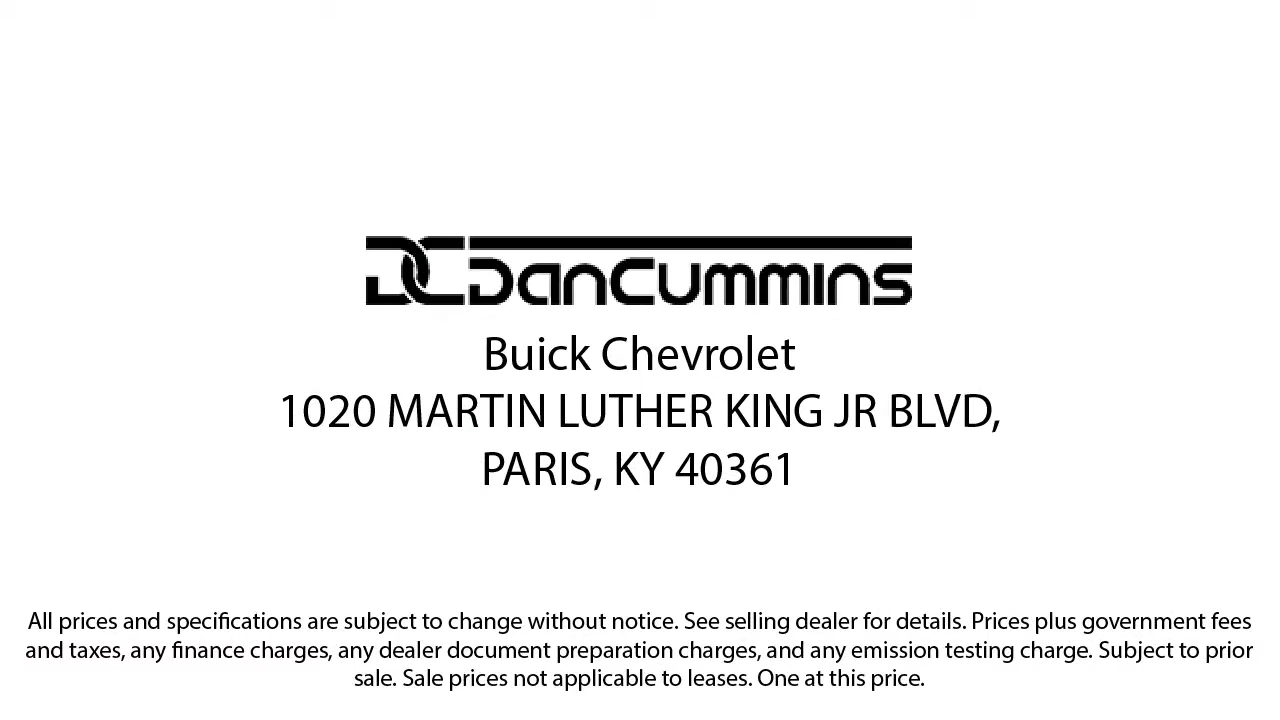 DC DanCummins
Buick Chevrolet
1020 MARTIN LUTHER KING JR BLVD,
PARIS, KY 40361
All prices and specifications are subject to change without notice. See selling dealer for details. Prices plus government fees
and taxes, any finance charges, any dealer document preparation charges, and any emission testing charge. Subject to prior
sale. Sale prices not applicable to leases. One at this price.